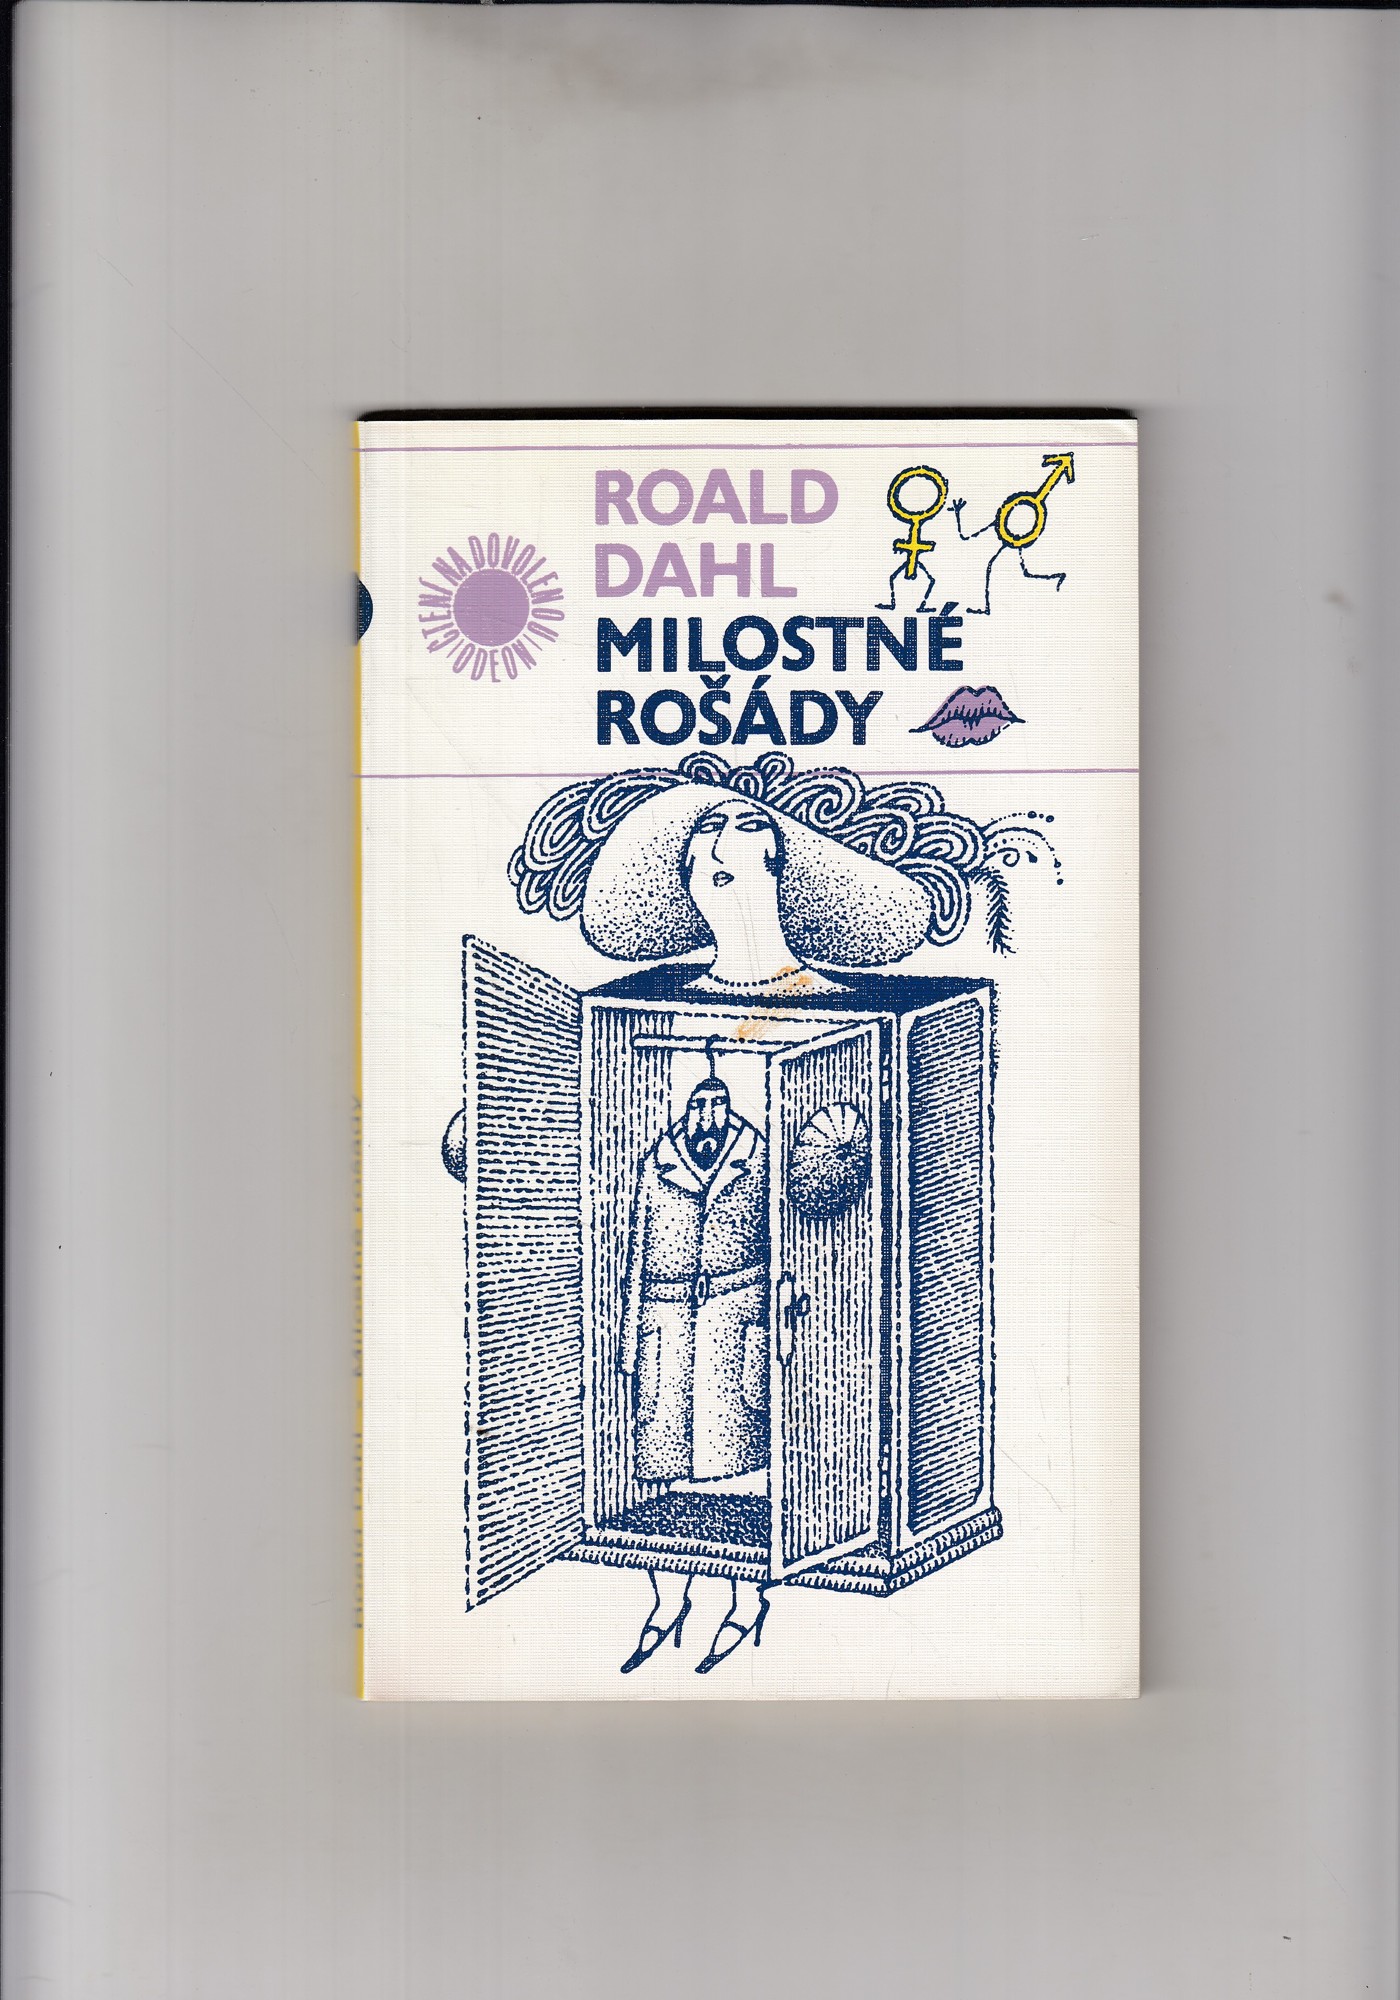 ROALD
DAHL
MILOSTNÉ
ROŠÁDY
ČTENÍ NA DOVOLENOU
ODEON